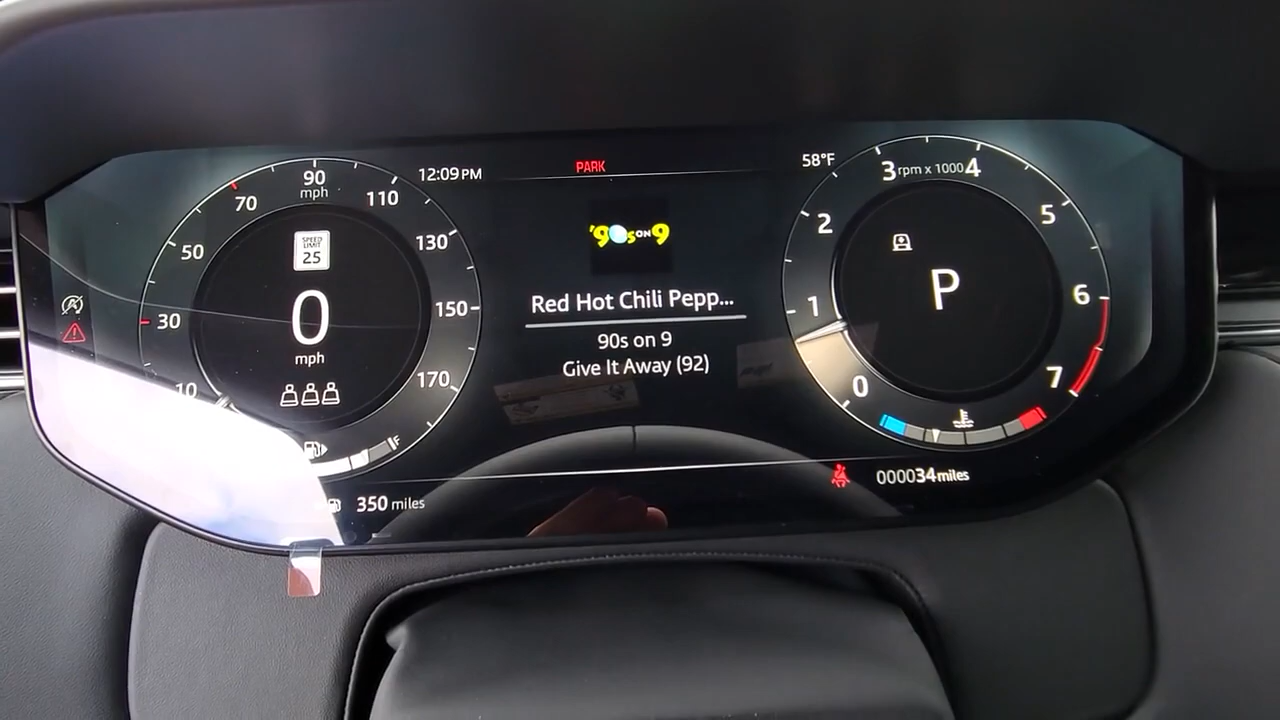 12:09 PM
PARK
58°F
10
30
50
70
90
mph
110
130
150
170
SPEED
LIMIT
25
0
mph
F
350 miles
'90s ON 9
Red Hot Chili Pepp...
90s on 9
Give It Away (92)
0
1
2
3
rpm x 1000
4
5
6
7
P
000034 miles